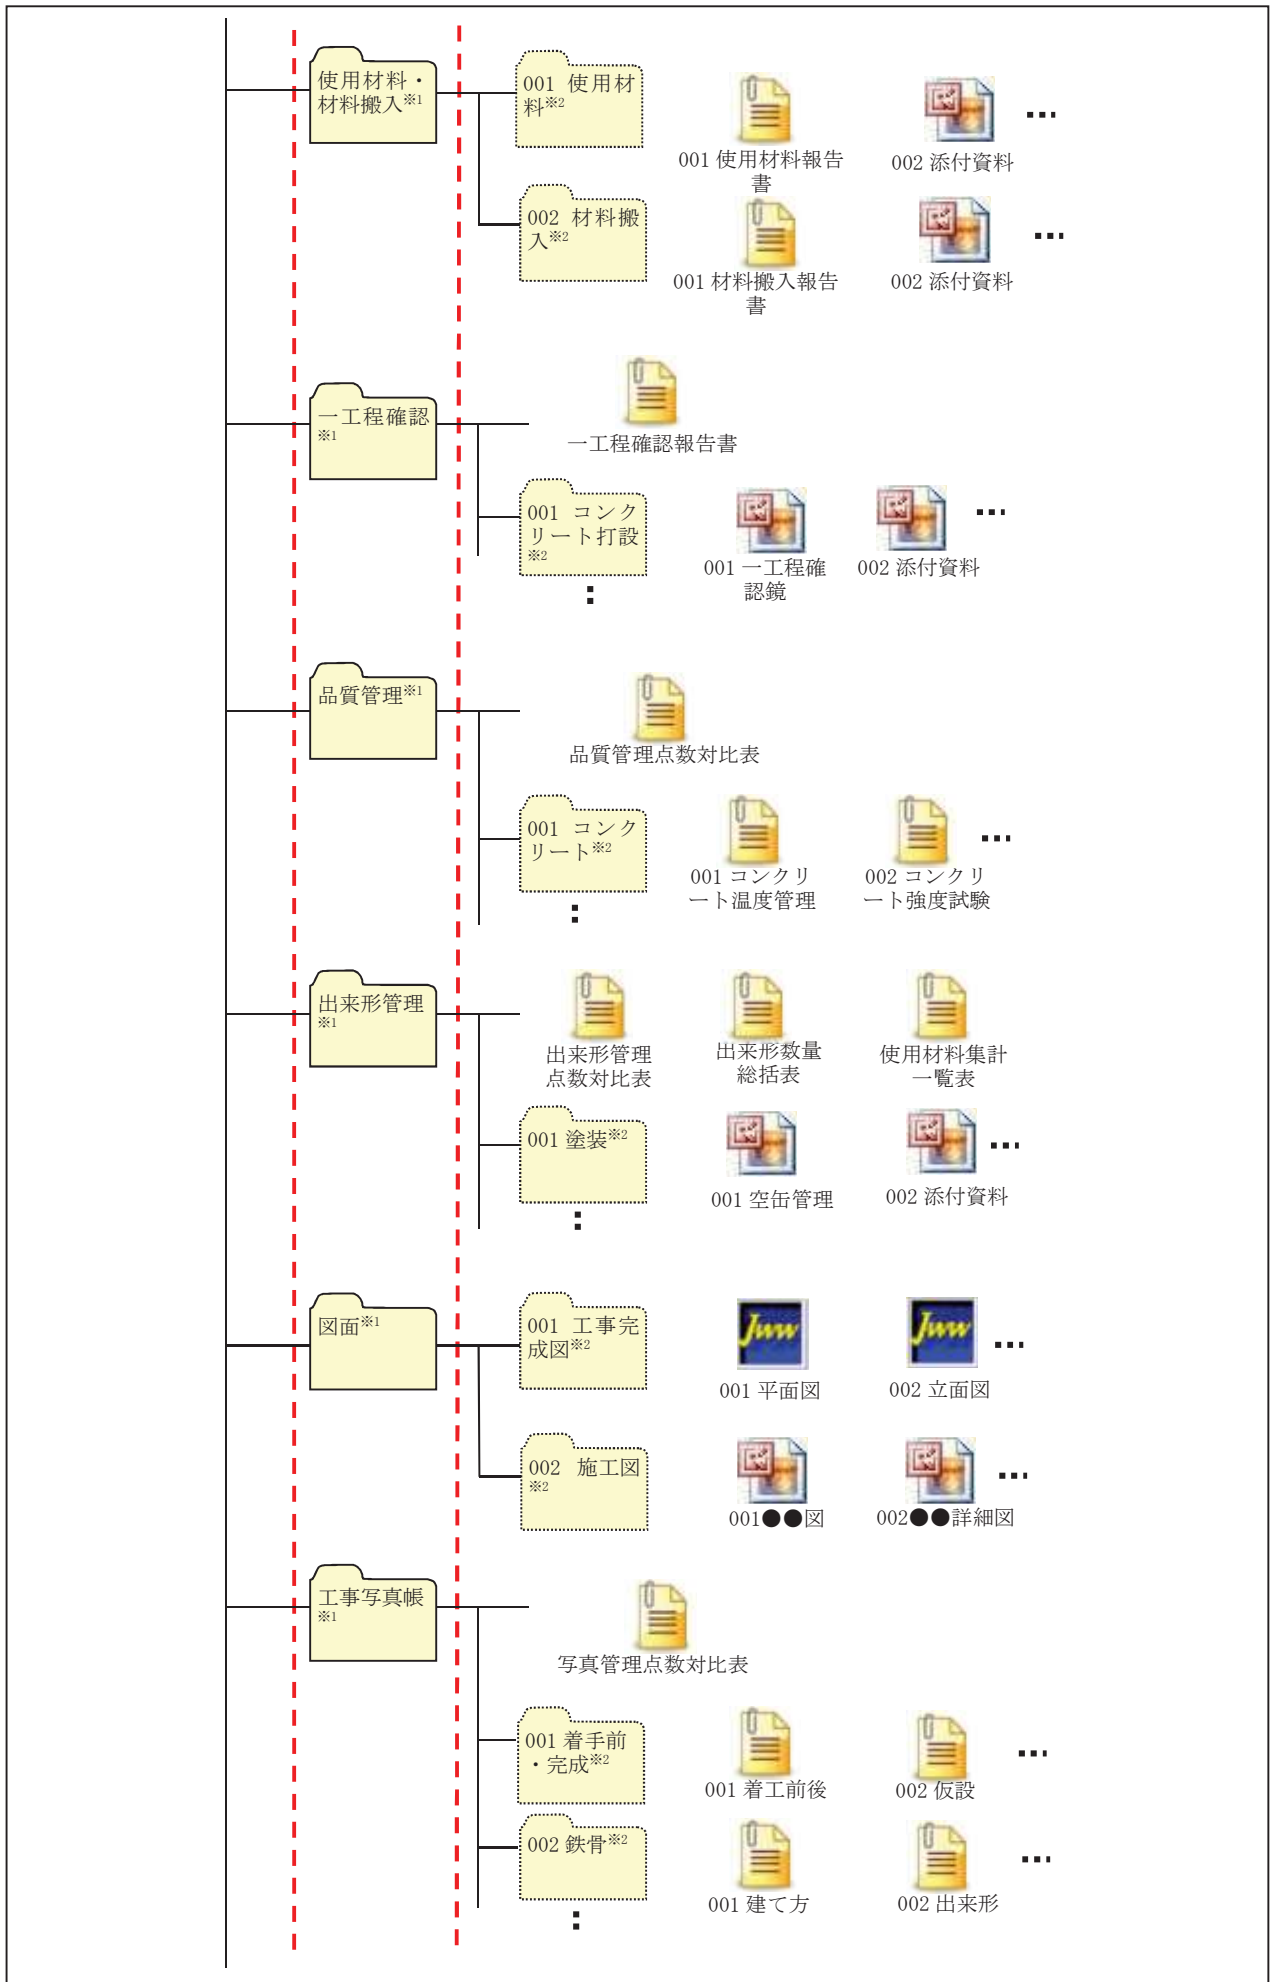 使用材料・
材料搬入※1
001 使用材
料※2
001 使用材料報告
書
002 添付資料
002 材料搬
入※2
001 材料搬入報告
書
002 添付資料
一工程確認
※1
一工程確認報告書
001 コンク
リート打設
※2
001 一工程確
認鏡
002 添付資料
品質管理※1
品質管理点数対比表
001 コンク
リート※2
001 コンクリ
ート温度管理
002 コンクリ
ート強度試験
出来形管理
※1
出来形管理
点数対比表
出来形数量
総括表
使用材料集計
一覧表
001 塗装※2
001 空缶管理
002 添付資料
図面※1
001 工事完
成図※2
Jww
001 平面図
Jww
002 立面図
002 施工図
※2
001●●図
002●●詳細図
工事写真帳
※1
写真管理点数対比表
001 着手前
・完成※2
001 着工前後
002 仮設
002 鉄骨※2
001 建て方
002 出来形